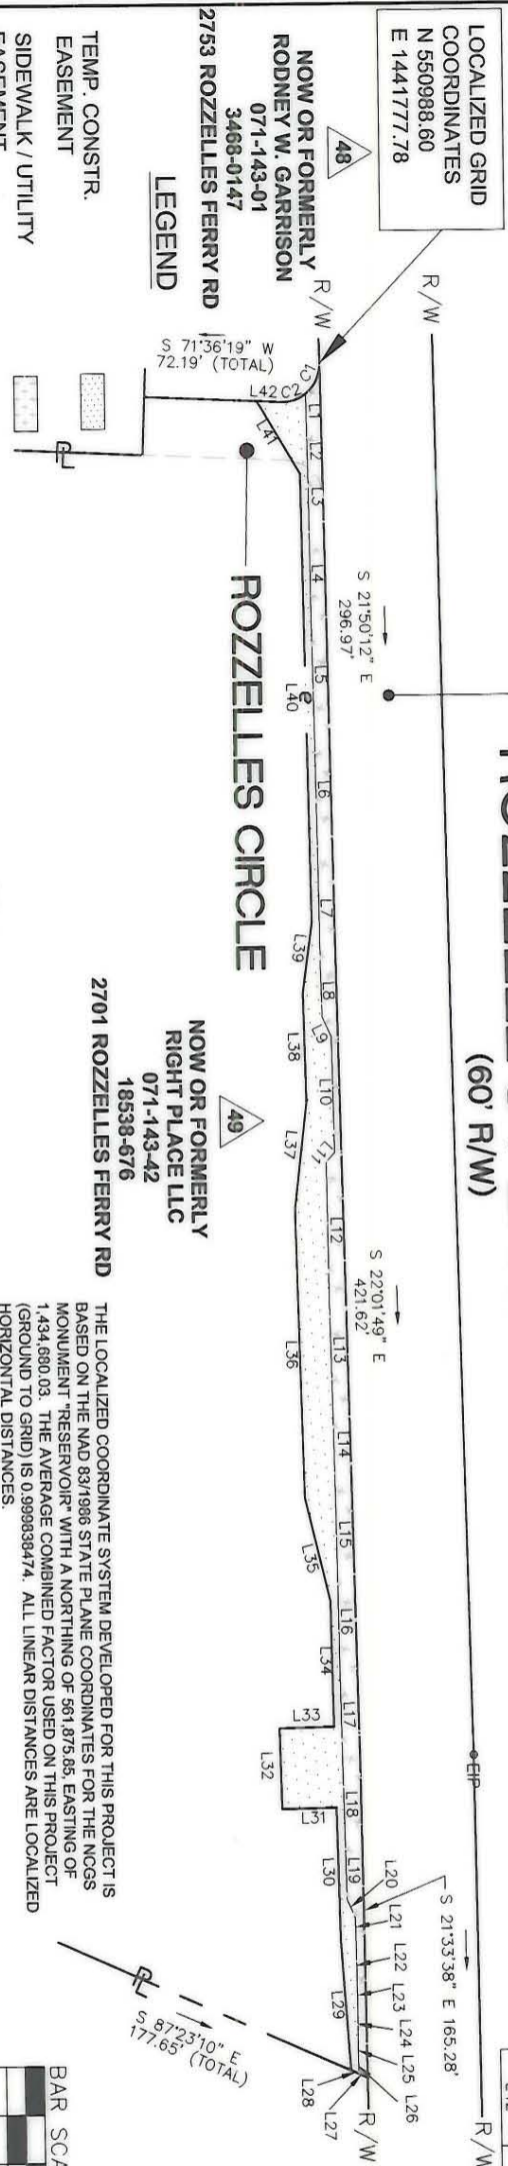 LOCALIZED GRID
COORDINATES
N 550988.60
E 1441777.78
R/W
48
NOW OR FORMERLY
RODNEY W. GARRISON
071-143-01
3468-0147
2753 ROZZELLES FERRY RD
R/W
S 71°36'19" W
72.19' (TOTAL)
LEGEND
TEMP. CONSTR.
EASEMENT
SIDEWALK / UTILITY
EASEMENT
(60' R/W)
S 21°50'12" E
296.97'
S 22°01'49" E
421.62'
S 21°33'38" E 165.28'
EIP
R/W
R/W
L42
C2
L41
L1
L2
L3
L4
L5
L6
L7
L8
L9
L10
L12
L13
L14
L15
L16
L17
L18
L19
L20
L21
L22
L23
L24
L25
L26
L27
L28
L29
L30
L31
L32
L33
L34
L35
L36
L37
L38
L39
e
L40
ROZZELLES CIRCLE
49
NOW OR FORMERLY
RIGHT PLACE LLC
071-143-42
18538-676
2701 ROZZELLES FERRY RD
S 87°23'10" E
177.65' (TOTAL)
THE LOCALIZED COORDINATE SYSTEM DEVELOPED FOR THIS PROJECT IS
BASED ON THE NAD 83/1986 STATE PLANE COORDINATES FOR THE NCGS
MONUMENT "RESERVOIR" WITH A NORTHING OF 561,875.85, EASTING OF
1,434,680.03. THE AVERAGE COMBINED FACTOR USED ON THIS PROJECT
(GROUND TO GRID) IS 0.999838474. ALL LINEAR DISTANCES ARE LOCALIZED
HORIZONTAL DISTANCES.
BAR SCA